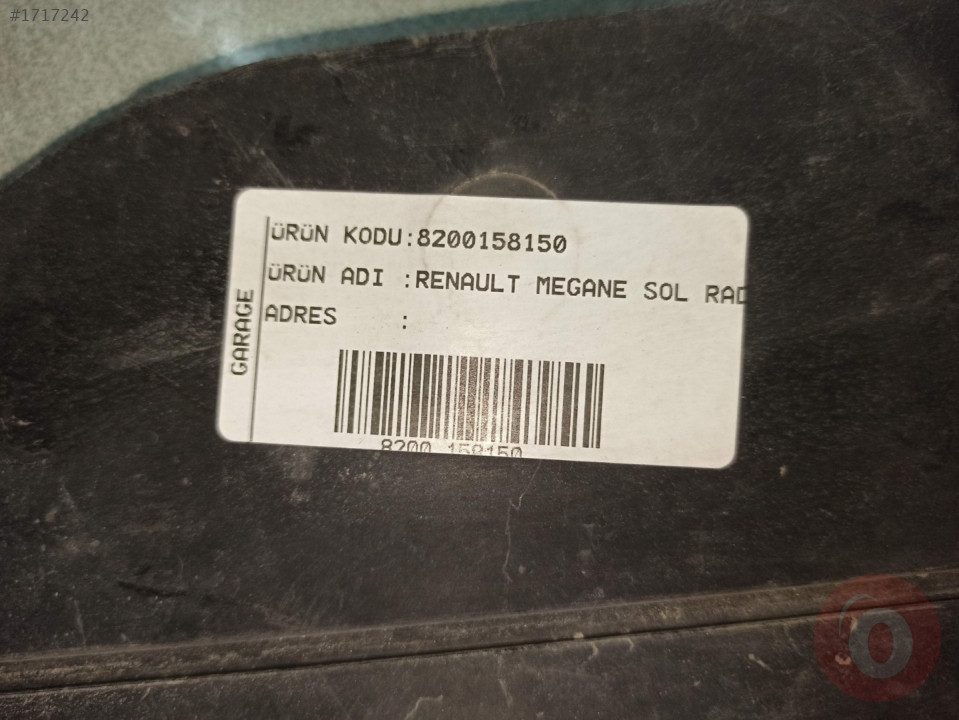 #1717242
ÜRÜN KODU:8200158150
ÜRÜN ADI :RENAULT MEGANE SOL RAD
ADRES :
GARAGE
8200 158150
O